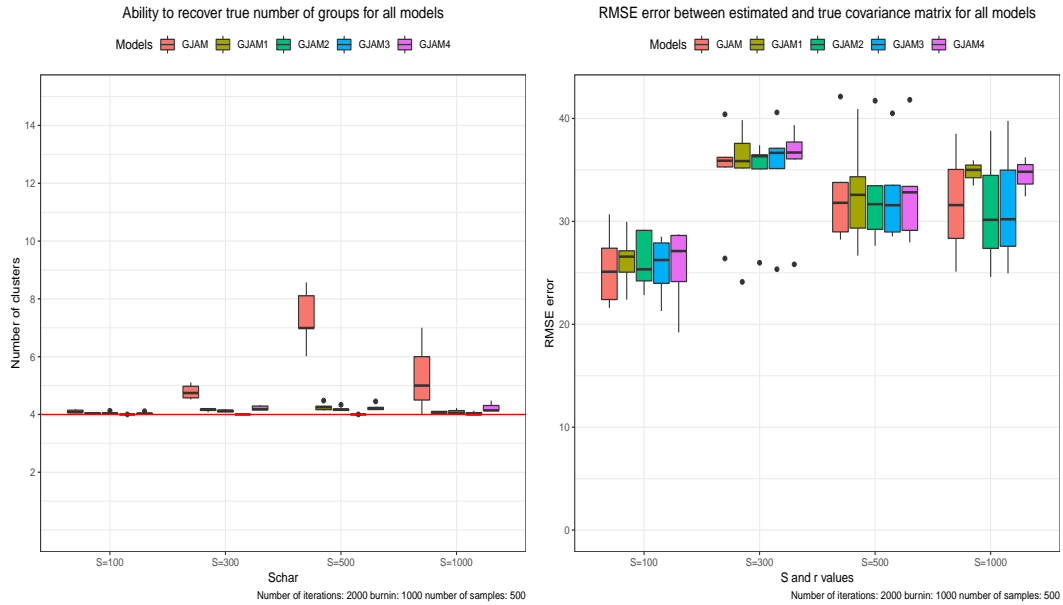 Ability to recover true number of groups for all models
Models GJAM GJAM1 GJAM2 GJAM3 GJAM4
Number of clusters
14
12
10
8
6
4
2
S=100 S=300 S=500 S=1000
Schar
Number of iterations: 2000 burnin: 1000 number of samples: 500
RMSE error between estimated and true covariance matrix for all models
Models GJAM GJAM1 GJAM2 GJAM3 GJAM4
RMSE error
40
30
20
10
0
S=100 S=300 S=500 S=1000
S and r values
Number of iterations: 2000 burnin: 1000 number of samples: 500